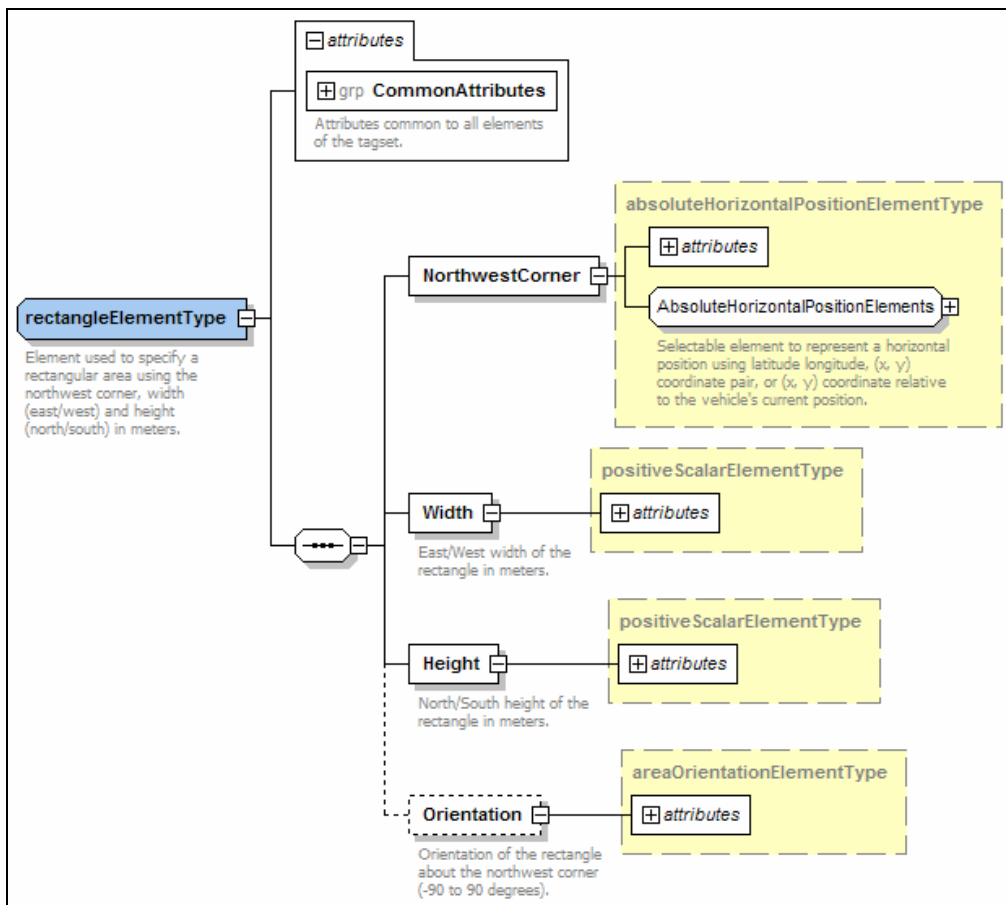 attributes
grp CommonAttributes
Attributes common to all elements
of the tagset.
absoluteHorizontalPositionElementType
attributes
NorthwestCorner
AbsoluteHorizontalPositionElements
Selectable element to represent a horizontal
position using latitude longitude, (x, y)
coordinate pair, or (x, y) coordinate relative
to the vehicle's current position.
rectangleElementType
Element used to specify a
rectangular area using the
northwest corner, width
(east/west) and height
(north/south) in meters.
positiveScalarElementType
Width
attributes
East/West width of the
rectangle in meters.
positiveScalarElementType
Height
attributes
North/South height of the
rectangle in meters.
areaOrientationElementType
Orientation
attributes
Orientation of the rectangle
about the northwest corner
(-90 to 90 degrees).